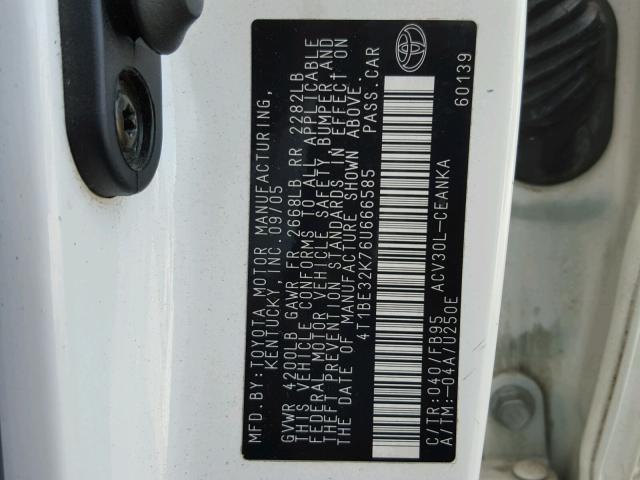 MFD. BY: TOYOTA MOTOR MANUFACTURING,
KENTUCKY, INC. 09/05
GVWR 4200LB GAWR FR 2668LB RR 2282LB
THIS VEHICLE CONFORMS TO ALL APPLICABLE
FEDERAL MOTOR VEHICLE SAFETY, BUMPER, AND
THEFT PREVENTION STANDARDS IN EFFECT ON
THE DATE OF MANUFACTURE SHOWN ABOVE.
4T1BE32K76U666585 PASS.CAR
C/TR:040/FB95 ACV30L-CEANKA
A/TM:-04A/U250E
60139